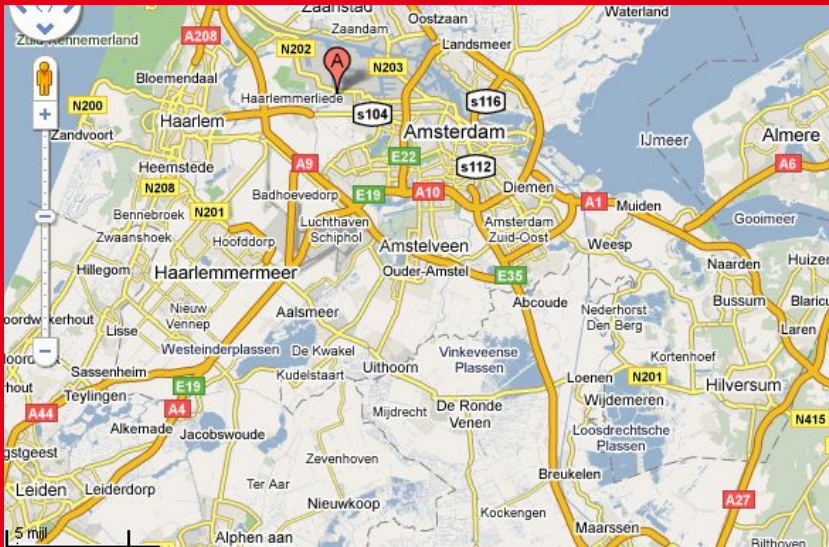 Zaanstad
Oostzaan
Waterland
Zuid-Kennemerland
A208
Zaandam
N202
Landsmeer
Bloemendaal
A
N203
N200
Haarlemmerliede
s116
s104
Zandvoort
Haarlem
Amsterdam
IJmeer
Almere
E22
Heemstede
A9
s112
A6
N208
Badhoevedorp
E19
A10
Diemen
A1
Muiden
Bennebroek
N201
Gooimeer
Zwaanshoek
Luchthaven
Schiphol
Amsterdam
Zuid-Oost
Hoofddorp
Amstelveen
Weesp
Hillegom
Haarlemmermeer
Ouder-Amstel
E35
Naarden
Huizen
Abcoude
Bussum
Blaricu
Nieuw
Vennep
Aalsmeer
Nederhorst
Den Berg
oordwijkerhout
Lisse
Laren
Westeinderplassen
De Kwakel
Vinkeveense
Plassen
Kortenhoef
Uithoorn
Sassenheim
Kudelstaart
Loenen
N201
Hilversum
E19
Teylingen
A44
A4
Mijdrecht
De Ronde
Venen
Wijdemeren
N415
Alkemade
Jacobswoude
Loosdrechtsche
Plassen
gstgeest
Zevenhoven
Breukelen
Leiden
Leiderdorp
Ter Aar
A27
Nieuwkoop
Kockengen
5 mijl
Alphen aan
Maarssen
Bilthoven